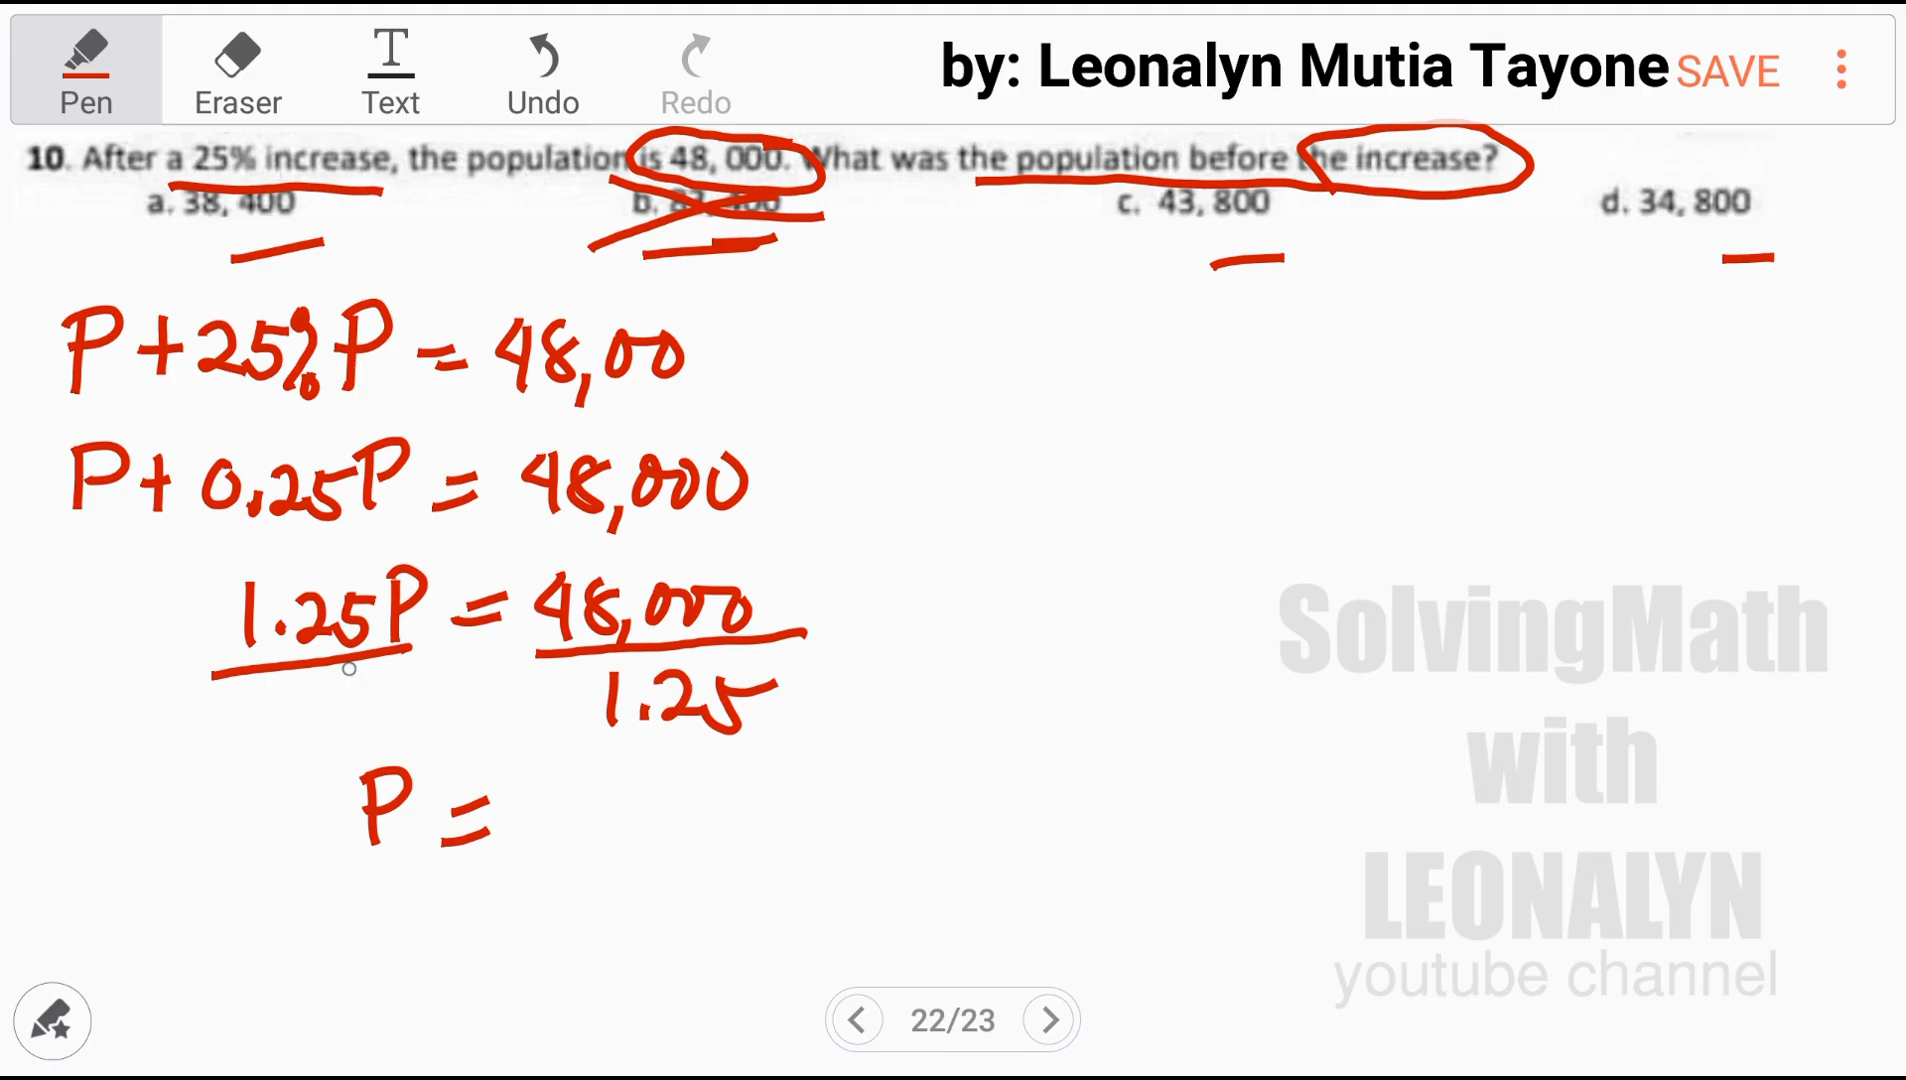 by: Leonalyn Mutia Tayone SAVE
Pen Eraser Text Undo Redo
10. After a 25% increase, the population is 48, 000. What was the population before the increase?
a. 38, 400 b. c. 43, 800 d. 34, 800
P+25%P=48,00
P+0.25P=48,000
1.25P=48,000
1.25
P=
SolvingMath
with
LEONALYN
youtube channel
22/23